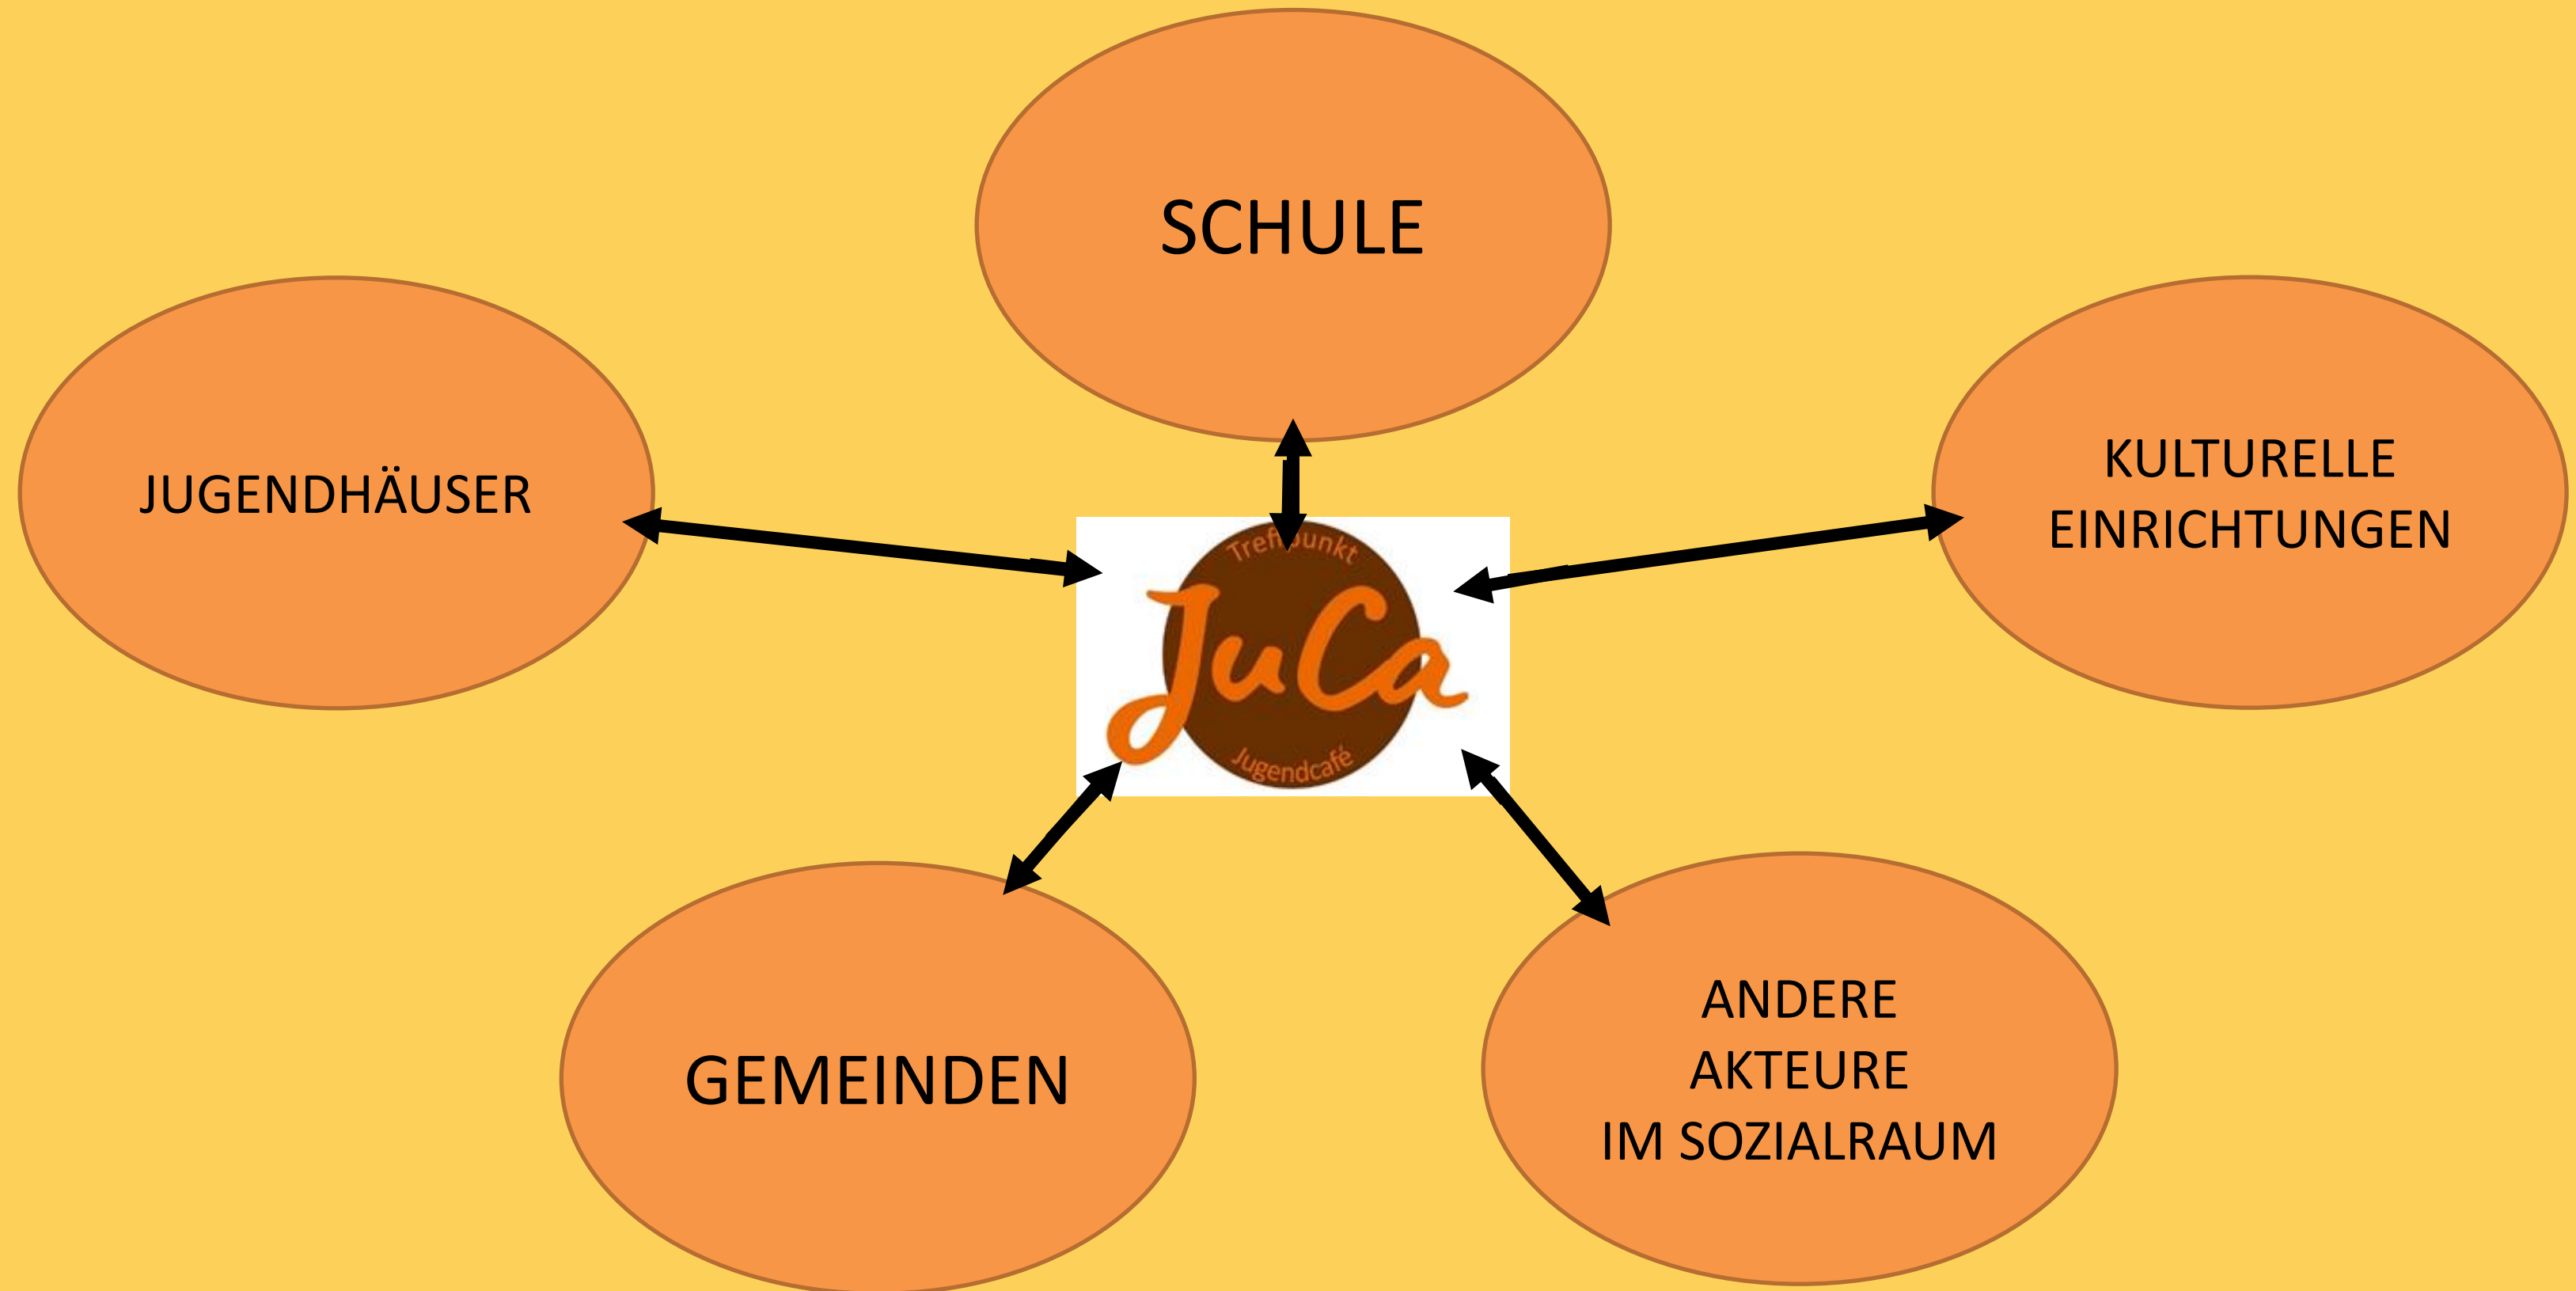 SCHULE
JUGENDHÄUSER
KULTURELLE
EINRICHTUNGEN
Treffpunkt
JuCa
Jugendcafé
GEMEINDEN
ANDERE
AKTEURE
IM SOZIALRAUM